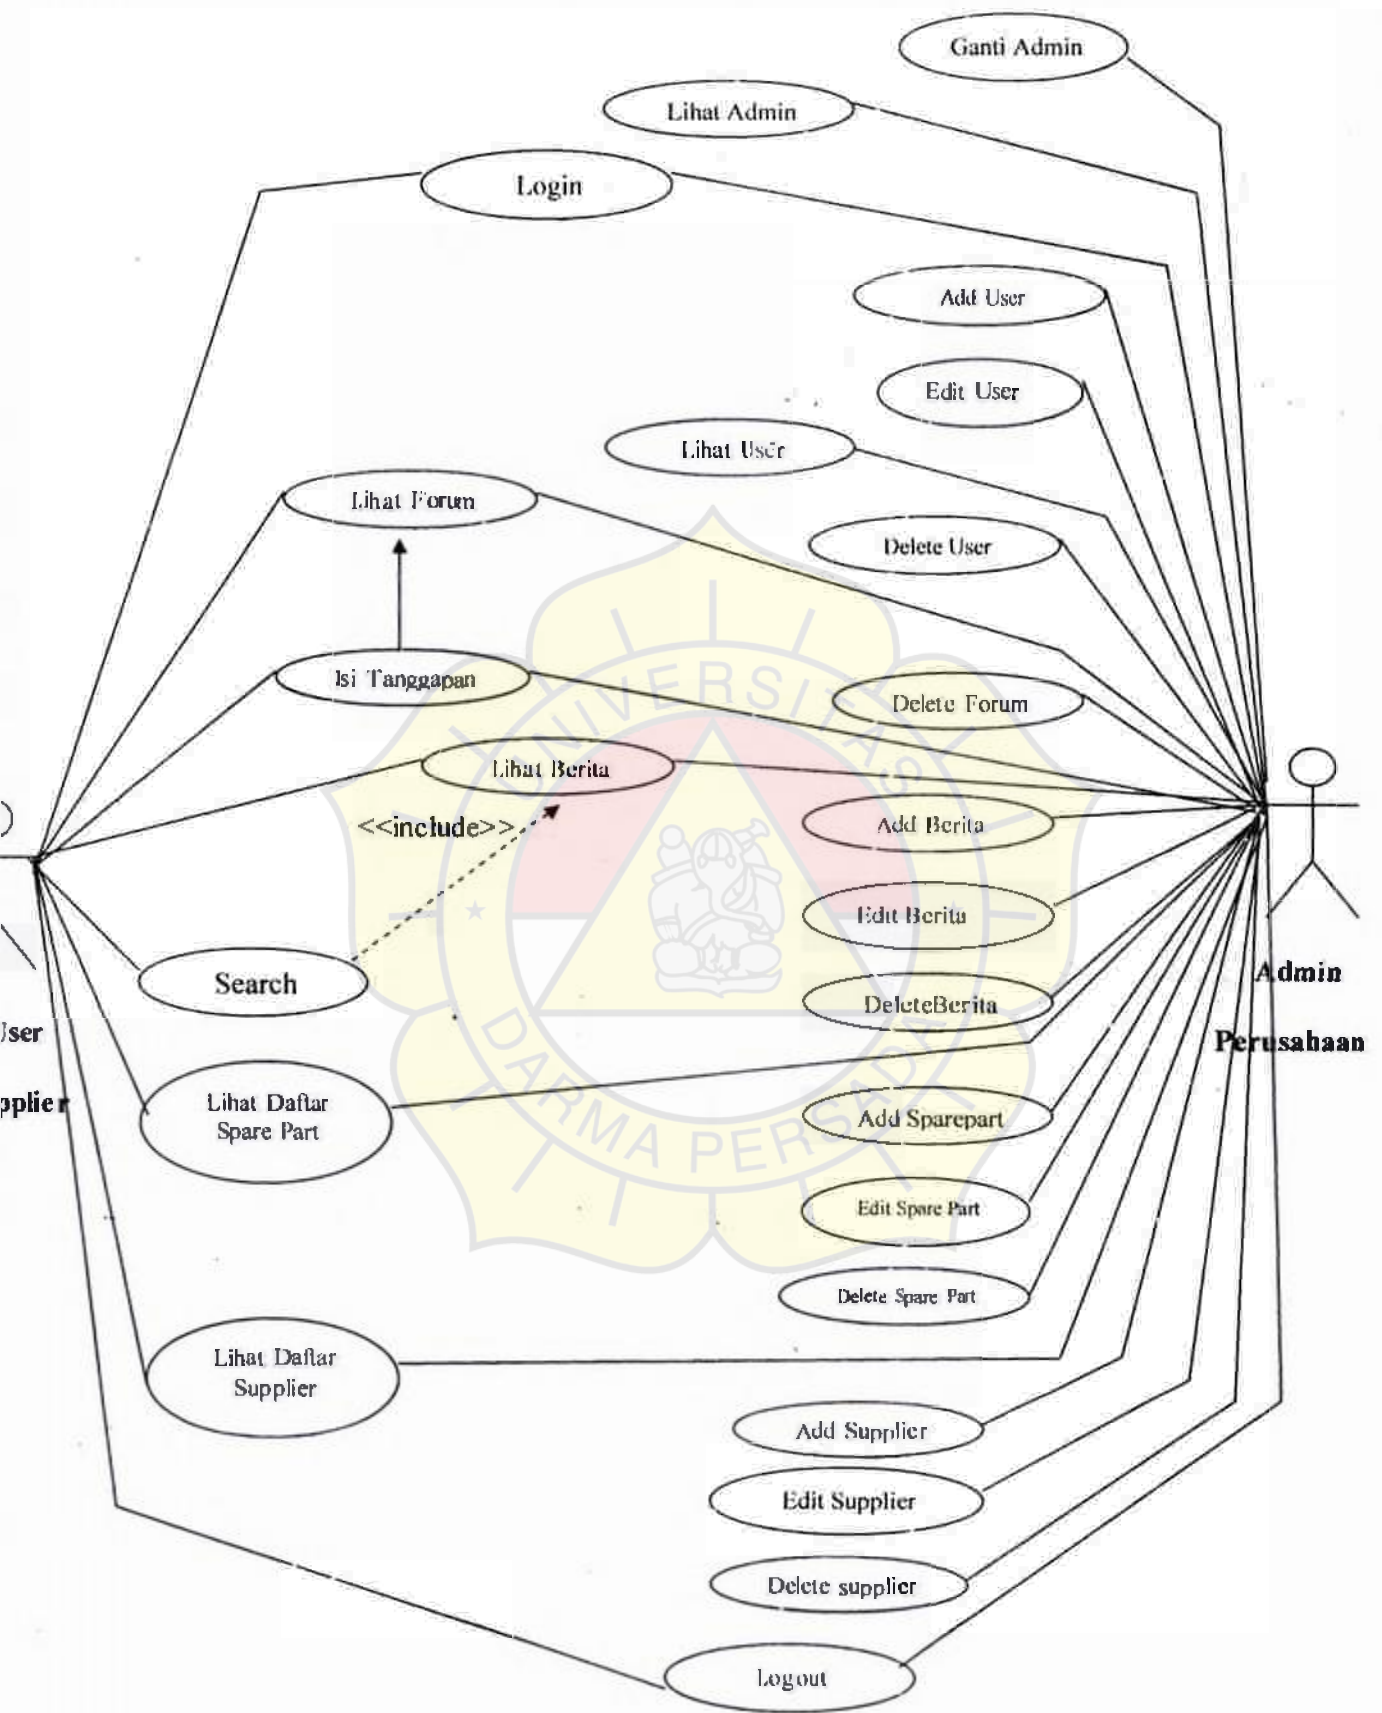 Ganti Admin
Lihat Admin
Login
Add User
Edit User
Lihat User
Lihat Forum
Delete User
Isi Tanggapan
Delete Forum
Lihat Berita
<<include>>
Add Berita
Edit Berita
Search
DeleteBerita
Admin
Perusahaan
Jser
pplier
Lihat Daftar
Spare Part
Add Sparepart
Edit Spare Part
Delete Spare Part
Lihat Daftar
Supplier
Add Supplier
Edit Supplier
Delete supplier
Logout
UNIVERSITAS
DARMA PERSADA